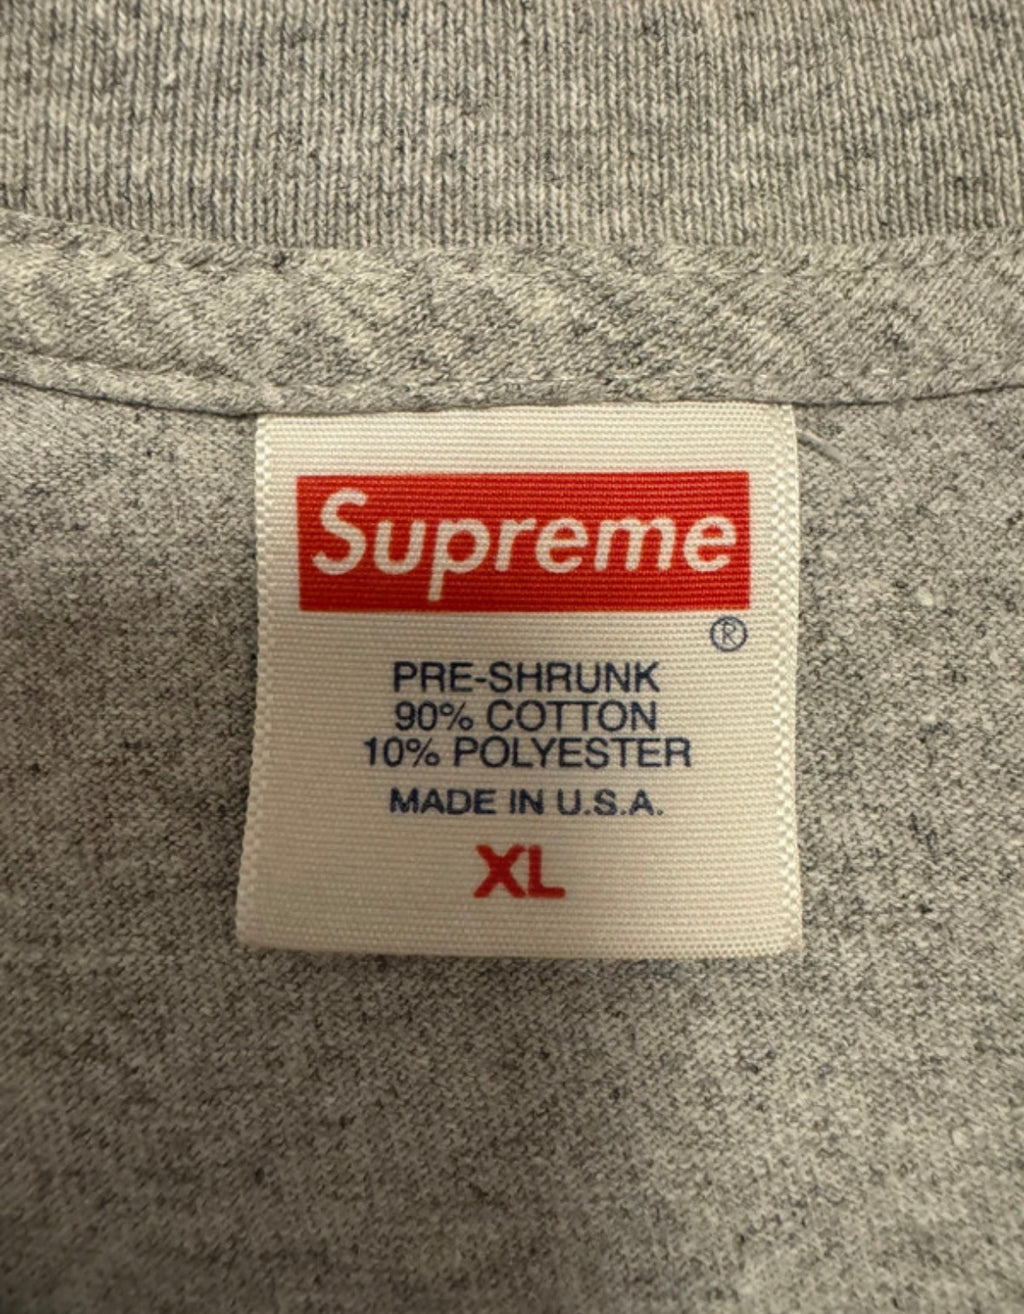 Supreme
®
PRE-SHRUNK
90% COTTON
10% POLYESTER
MADE IN U.S.A.
XL